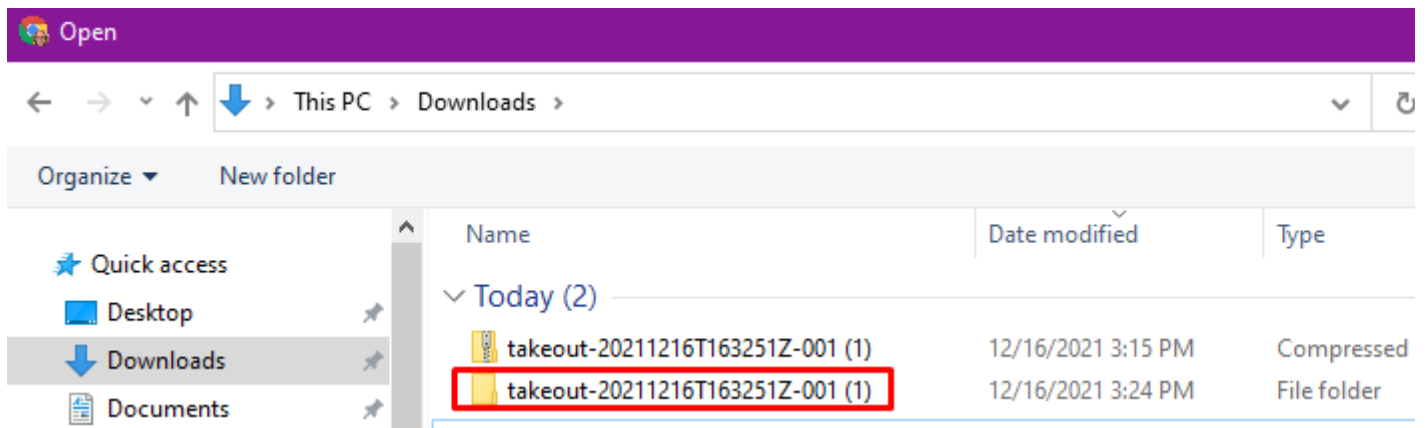 Open
This PC > Downloads >
Organize New folder
Name Date modified Type
Quick access
Today (2)
Desktop
takeout-20211216T163251Z-001 (1) 12/16/2021 3:15 PM Compressed
Downloads
takeout-20211216T163251Z-001 (1) 12/16/2021 3:24 PM File folder
Documents